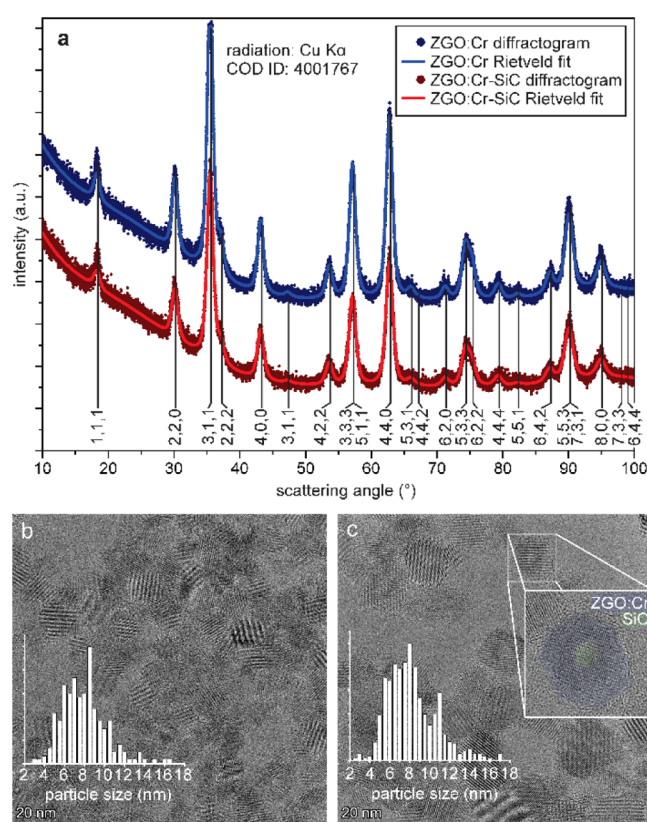 a
radiation: Cu Kα
COD ID: 4001767
ZGO:Cr diffractogram
ZGO:Cr Rietveld fit
ZGO:Cr-SiC diffractogram
ZGO:Cr-SiC Rietveld fit
intensity (a.u.)
1,1,1
2,2,0
3,1,1
2,2,2
4,0,0
3,1,1
4,2,2
3,3,3
5,1,1
4,4,0
5,3,1
4,4,2
6,2,0
5,3,3
6,2,2
4,4,4
5,5,1
6,4,2
5,5,3
7,3,1
8,0,0
7,3,3
6,4,4
10 20 30 40 50 60 70 80 90 100
scattering angle (°)
b
2 4 6 8 10 12 14 16 18
particle size (nm)
20 nm
c
ZGO:Cr
SiC
2 4 6 8 10 12 14 16 18
particle size (nm)
20 nm